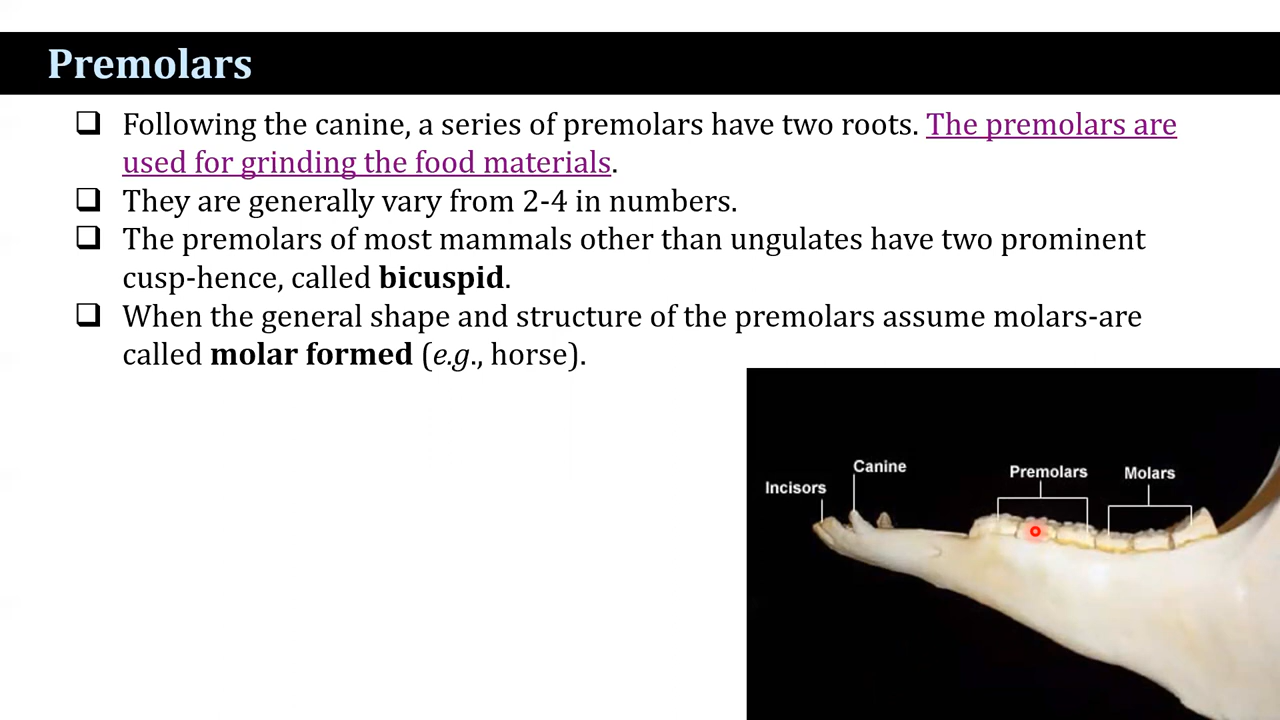 Premolars
❑ Following the canine, a series of premolars have two roots. The premolars are
used for grinding the food materials.
❑ They are generally vary from 2-4 in numbers.
❑ The premolars of most mammals other than ungulates have two prominent
cusp-hence, called bicuspid.
❑ When the general shape and structure of the premolars assume molars-are
called molar formed (e.g., horse).
Canine
Premolars
Molars
Incisors